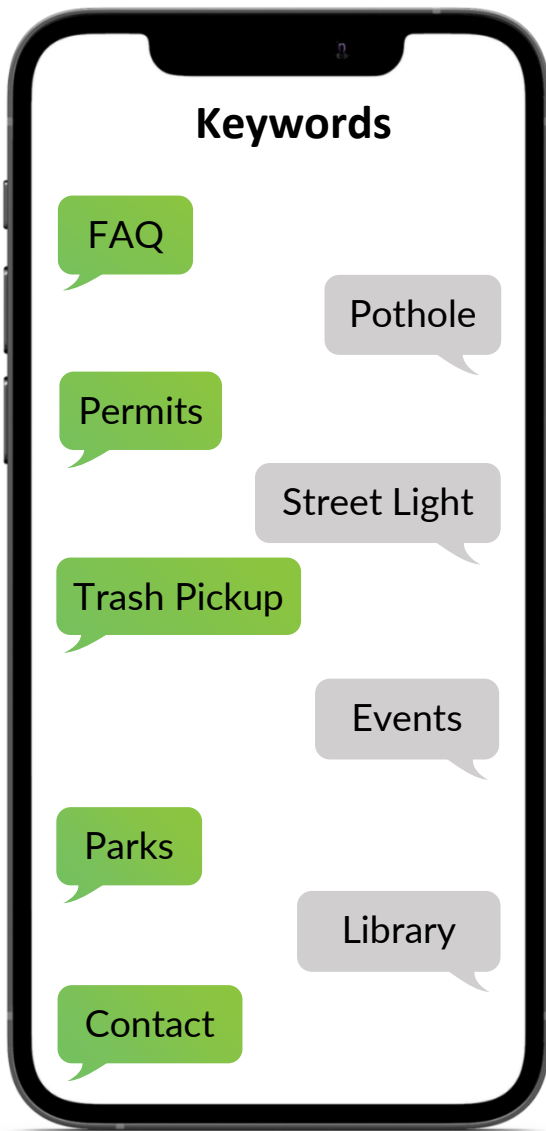 Keywords
FAQ
Pothole
Permits
Street Light
Trash Pickup
Events
Parks
Library
Contact